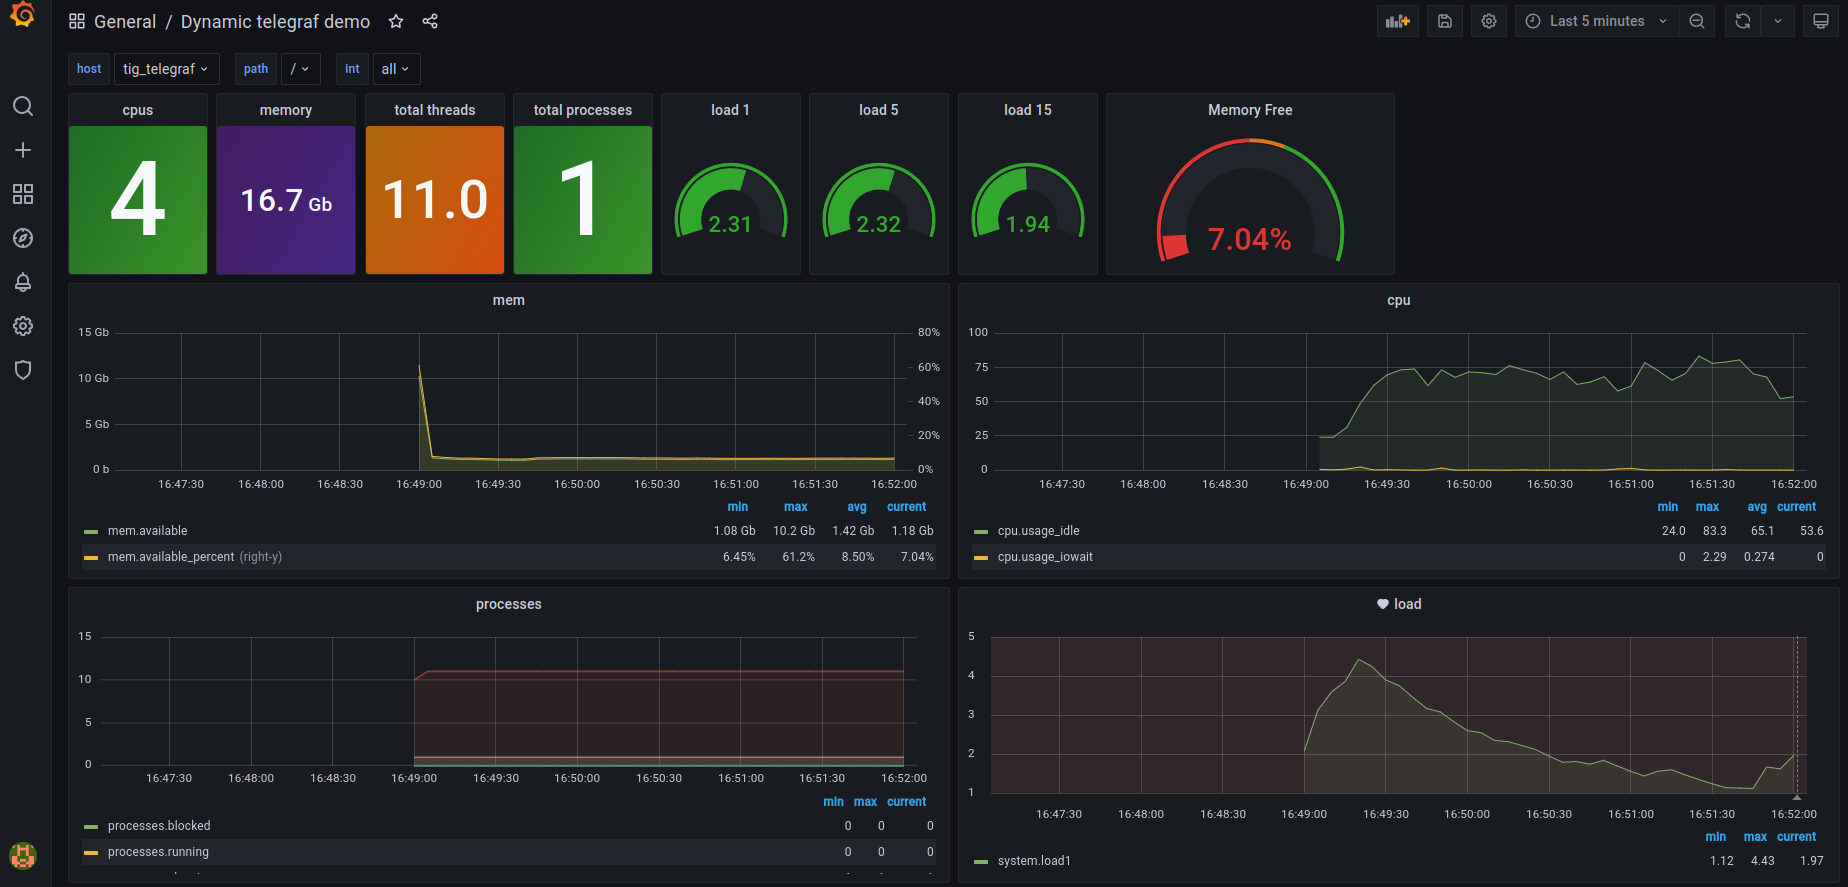 General / Dynamic telegraf demo
Last 5 minutes
host tig_telegraf path / int all
cpus memory total threads total processes load 1 load 5 load 15 Memory Free
4 16.7 Gb 11.0 1 2.31 2.32 1.94 7.04%
mem
15 Gb 80%
60%
10 Gb
40%
5 Gb
20%
0 b 0%
16:47:30 16:48:00 16:48:30 16:49:00 16:49:30 16:50:00 16:50:30 16:51:00 16:51:30 16:52:00
min max avg current
mem.available 1.08 Gb 10.2 Gb 1.42 Gb 1.18 Gb
mem.available_percent (right-y) 6.45% 61.2% 8.50% 7.04%
cpu
100
75
50
25
0
16:47:30 16:48:00 16:48:30 16:49:00 16:49:30 16:50:00 16:50:30 16:51:00 16:51:30 16:52:00
min max avg current
cpu.usage_idle 24.0 83.3 65.1 53.6
cpu.usage_iowait 0 2.29 0.274 0
processes
15
10
5
0
16:47:30 16:48:00 16:48:30 16:49:00 16:49:30 16:50:00 16:50:30 16:51:00 16:51:30 16:52:00
min max current
processes.blocked 0 0 0
processes.running 0 0 0
load
5
4
3
2
1
16:47:30 16:48:00 16:48:30 16:49:00 16:49:30 16:50:00 16:50:30 16:51:00 16:51:30 16:52:00
min max current
system.load1 1.12 4.43 1.97